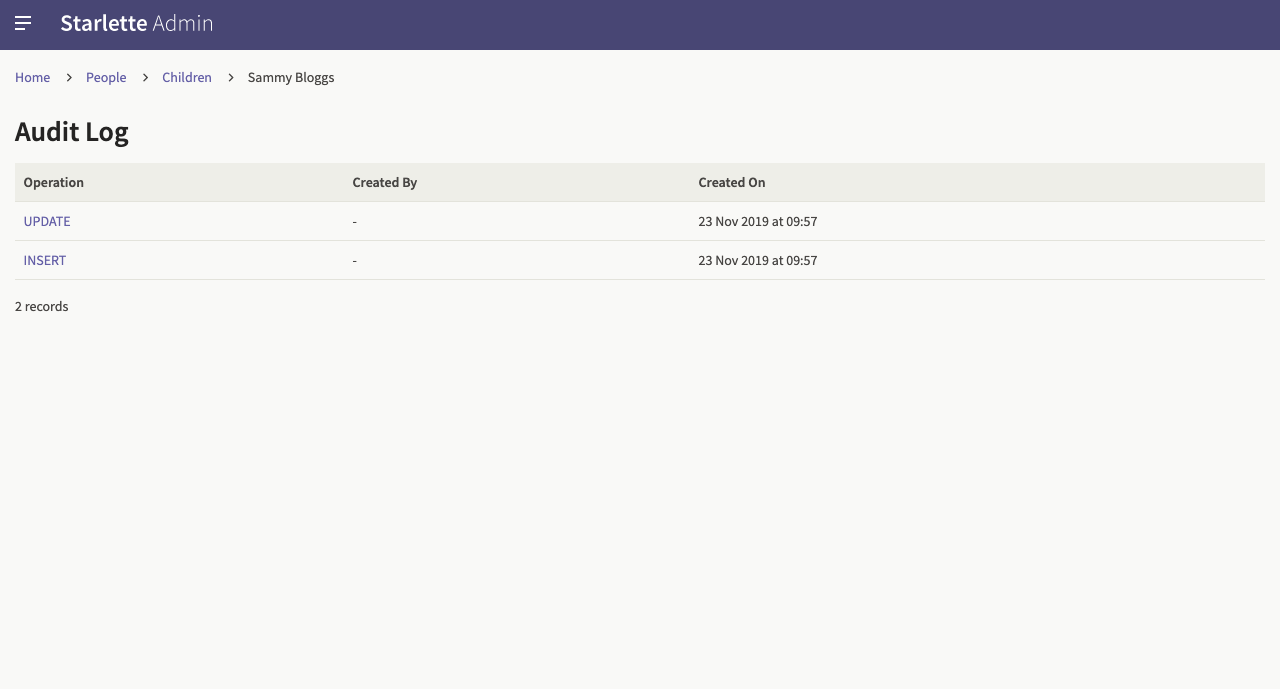 Starlette Admin
Home People Children Sammy Bloggs
Audit Log
Operation Created By Created On
UPDATE - 23 Nov 2019 at 09:57
INSERT - 23 Nov 2019 at 09:57
2 records